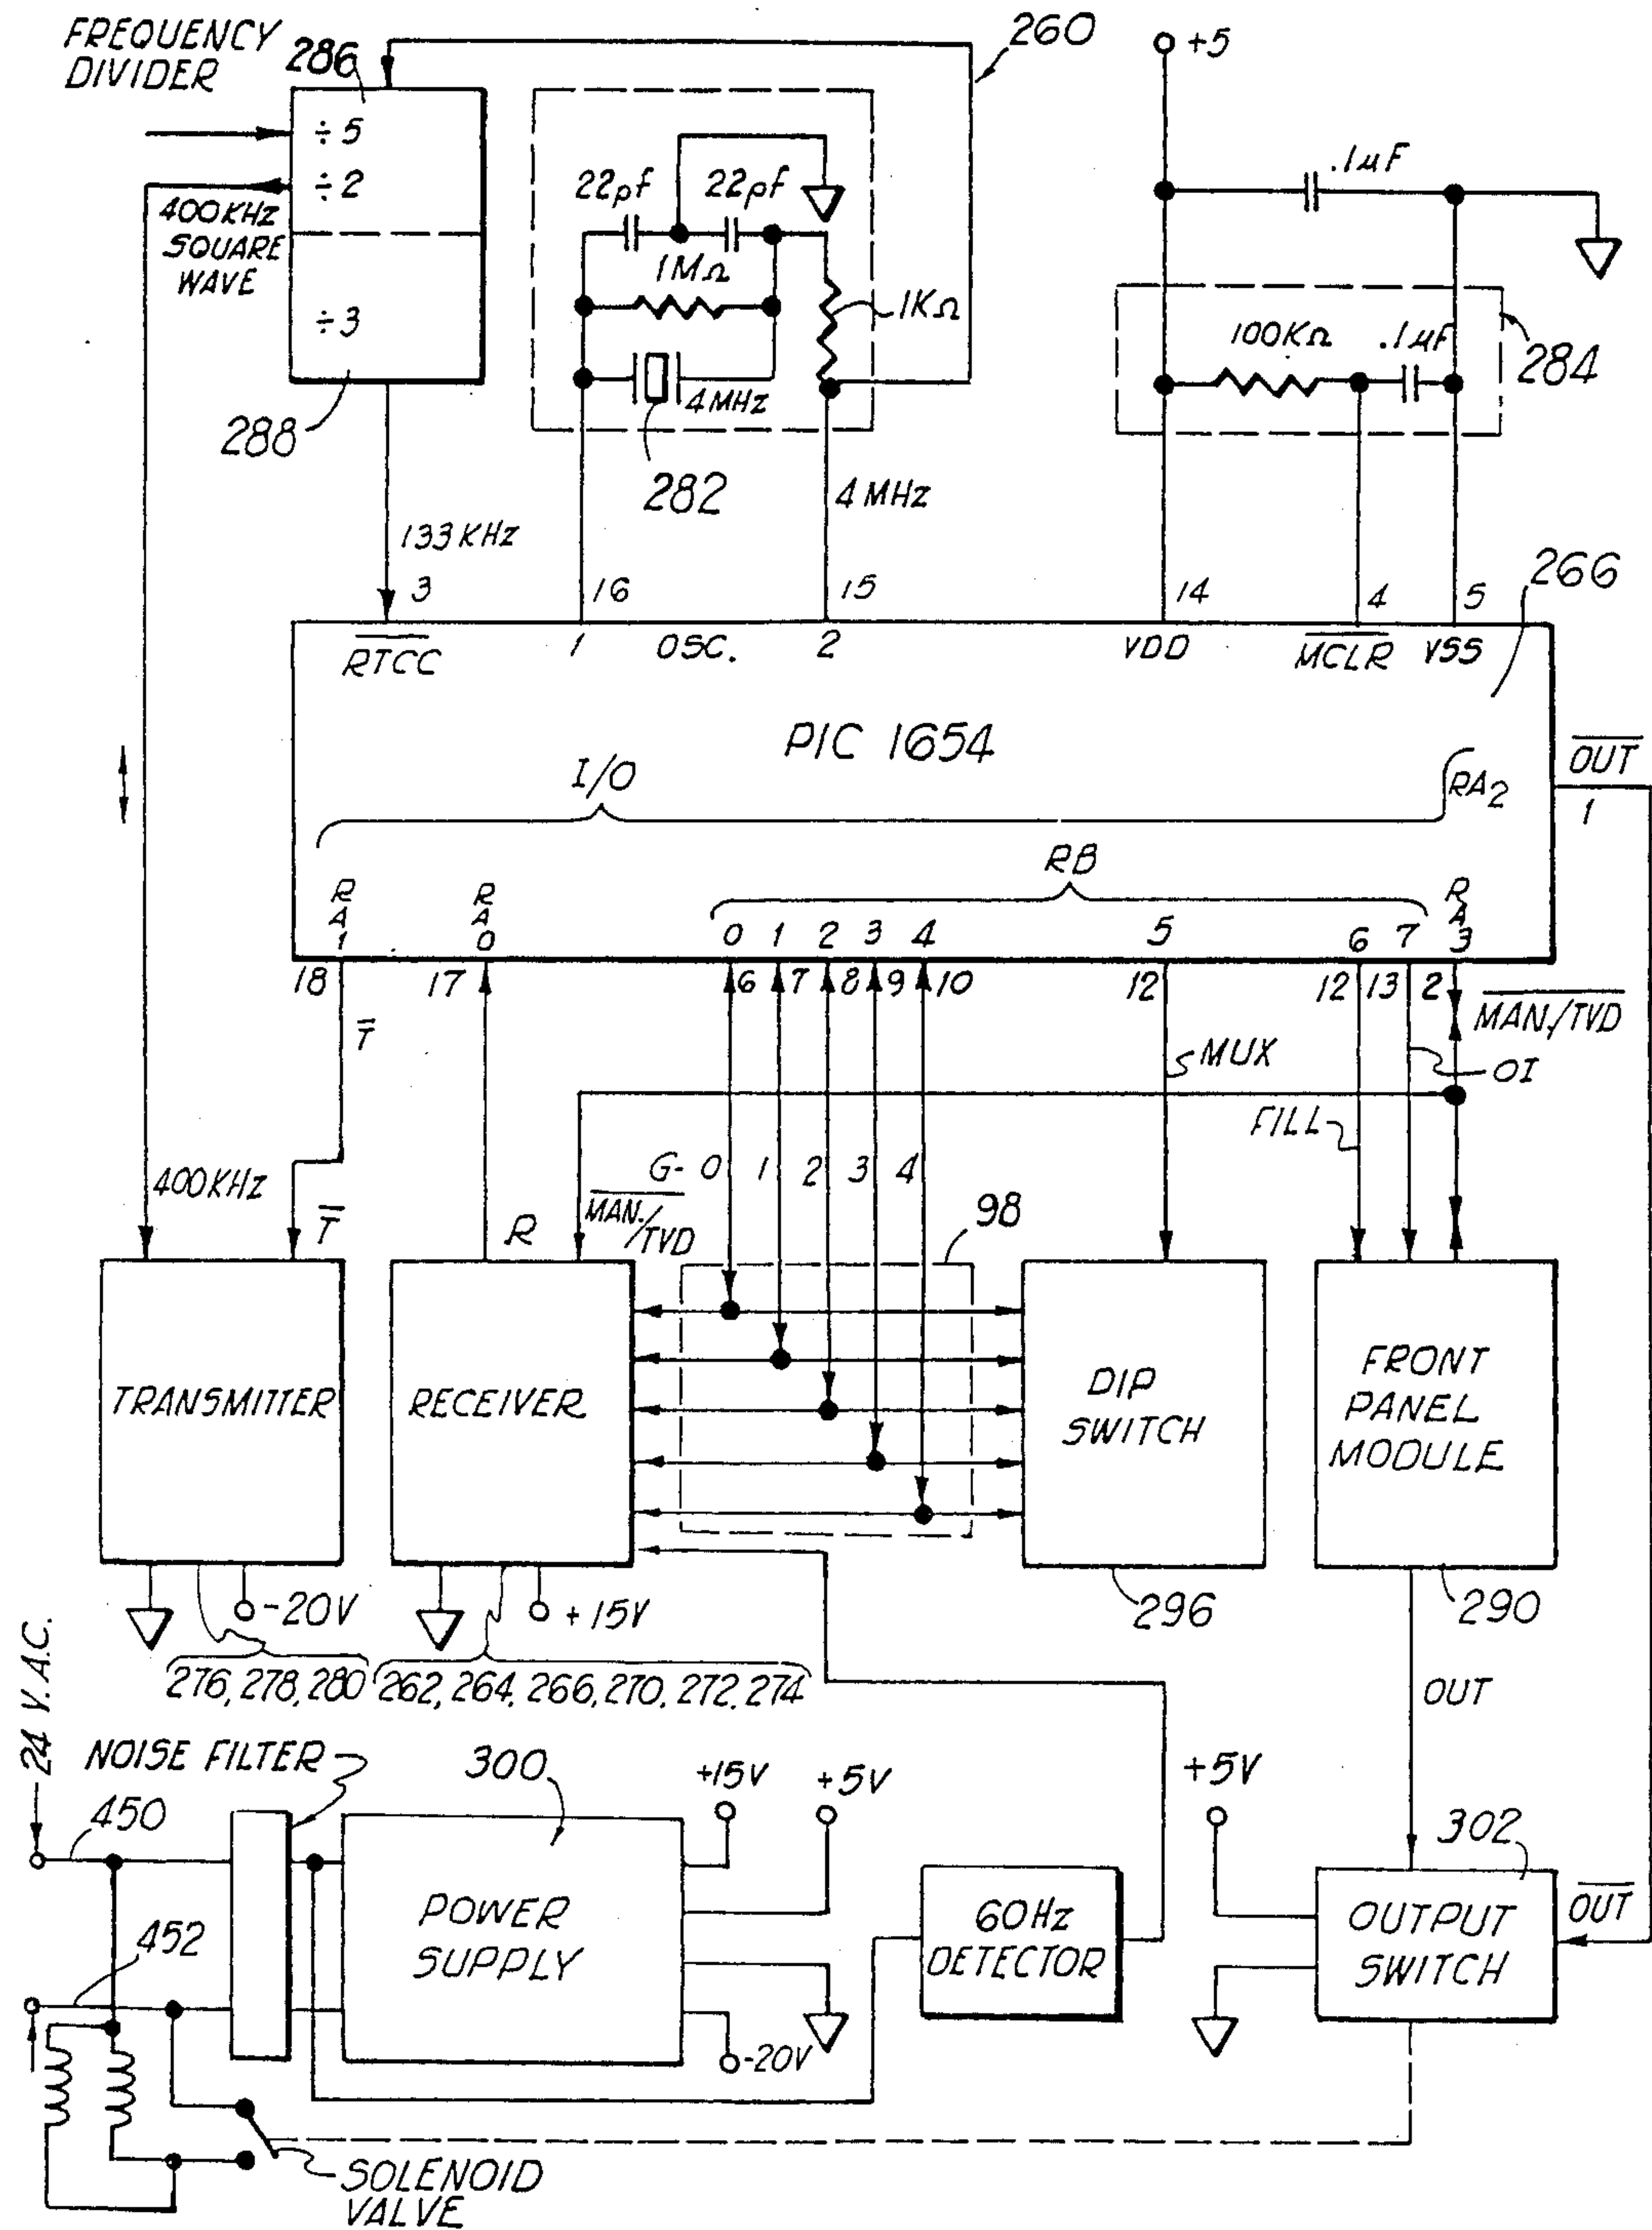 FREQUENCY
DIVIDER
286
260
+5
÷5
÷2
400KHZ
SQUARE
WAVE
÷3
288
22pf
22pf
1MΩ
1KΩ
4MHZ
282
.1µF
100KΩ
.1µF
284
133KHZ
4MHZ
3
16
15
14
4
5
266
RTCC
1
OSC.
2
VDD
MCLR
VSS
PIC 1654
I/O
RA2
OUT
1
RB
RA1
RA0
0
1
2
3
4
5
6
7
RA3
18
17
6
7
8
9
10
12
12
13
2
T
MAN./TVD
MUX
OI
FILL
400KHZ
T
R
MAN./TVD
G-
0
1
2
3
4
98
TRANSMITTER
RECEIVER
DIP
SWITCH
FRONT
PANEL
MODULE
-20V
+15V
296
290
276, 278, 280
262, 264, 266, 270, 272, 274
OUT
24 V.A.C.
NOISE FILTER
300
+15V
+5V
+5V
450
302
POWER
SUPPLY
60HZ
DETECTOR
OUTPUT
SWITCH
OUT
452
-20V
SOLENOID
VALVE